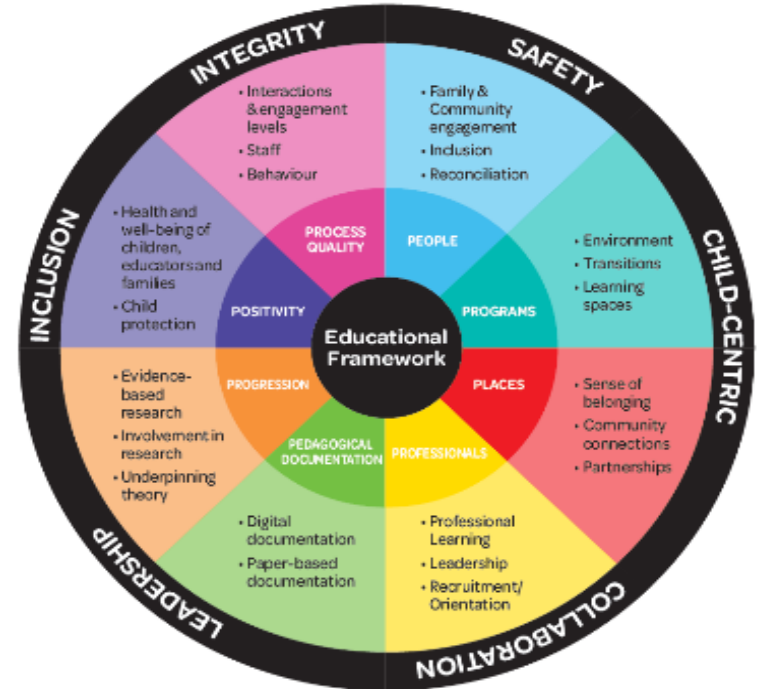 INTEGRITY
SAFETY
CHILD-CENTRIC
COLLABORATION
LEADERSHIP
INCLUSION
Educational
Framework
PEOPLE
• Family &
Community
engagement
• Inclusion
• Reconciliation
PROGRAMS
• Environment
• Transitions
• Learning
spaces
PLACES
• Sense of
belonging
• Community
connections
• Partnerships
PROFESSIONALS
• Professional
Learning
• Leadership
• Recruitment/
Orientation
PEDAGOGICAL
DOCUMENTATION
• Digital
documentation
• Paper-based
documentation
PROGRESSION
• Evidence-
based
research
• Involvement in
research
• Underpinning
theory
POSITIVITY
• Health and
well-being of
children,
educators and
families
• Child
protection
PROCESS
QUALITY
• Interactions
& engagement
levels
• Staff
• Behaviour